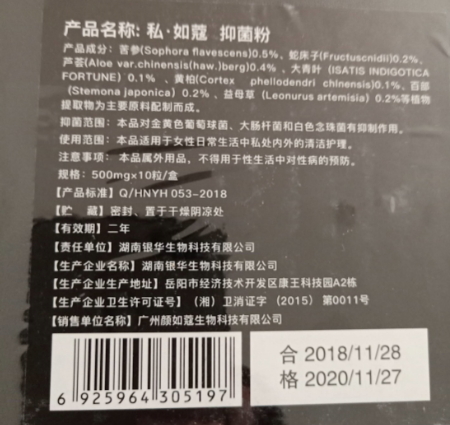 产品名称: 私·如蔻 抑菌粉
产品成分: 苦参(Sophora flavescens)0.5%、蛇床子(Fructuscnidii)0.2%、
芦荟(Aloe var.chinensis(haw.)berg)0.4% 、大青叶 (ISATIS INDIGOTICA
FORTUNE) 0.1% 、黄柏(Cortex phellodendri chinensis)0.1%、百部
(Stemona japonica) 0.2% 、益母草 (Leonurus artemisia) 0.2%等植物
提取物为主要原料配制而成。
抑菌范围: 本品对金黄色葡萄球菌、大肠杆菌和白色念珠菌有抑制作用。
使用范围: 本品适用于女性日常生活中私处内外的清洁护理。
注意事项: 本品属外用品，不得用于性生活中对性病的预防。
规格: 500mg×10粒/盒
【产品标准】Q/HNYH 053-2018
【贮 藏】密封、置于干燥阴凉处
【有效期】二年
【责任单位】湖南银华生物科技有限公司
【生产企业名称】湖南银华生物科技有限公司
【生产企业生产地址】岳阳市经济技术开发区康王科技园A2栋
【生产企业卫生许可证号】(湘) 卫消证字 (2015) 第0011号
【销售单位名称】广州颜如蔻生物科技有限公司
6 925964 305197
合 2018/11/28
格 2020/11/27